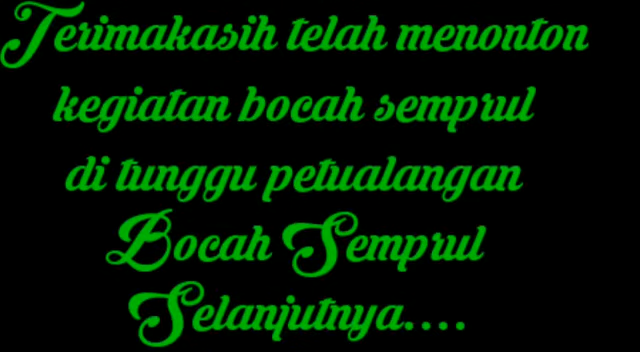 Terimakasih telah menonton
kegiatan bocah semprul
di tunggu petualangan
Bocah Semprul
Selanjutnya....